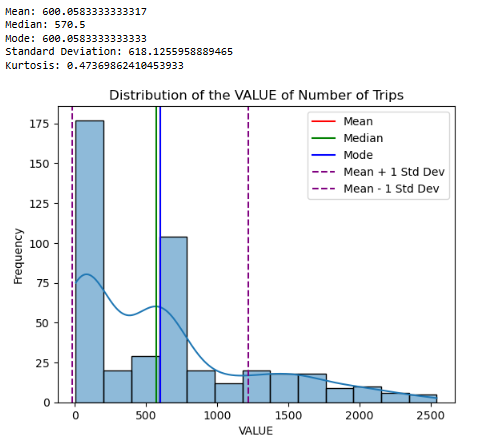 Mean: 600.0583333333317
Median: 570.5
Mode: 600.0583333333333
Standard Deviation: 618.1255958889465
Kurtosis: 0.47369862410453933
Distribution of the VALUE of Number of Trips
Mean
Median
Mode
Mean + 1 Std Dev
Mean - 1 Std Dev
175
150
125
100
75
50
25
0
Frequency
0 500 1000 1500 2000 2500
VALUE